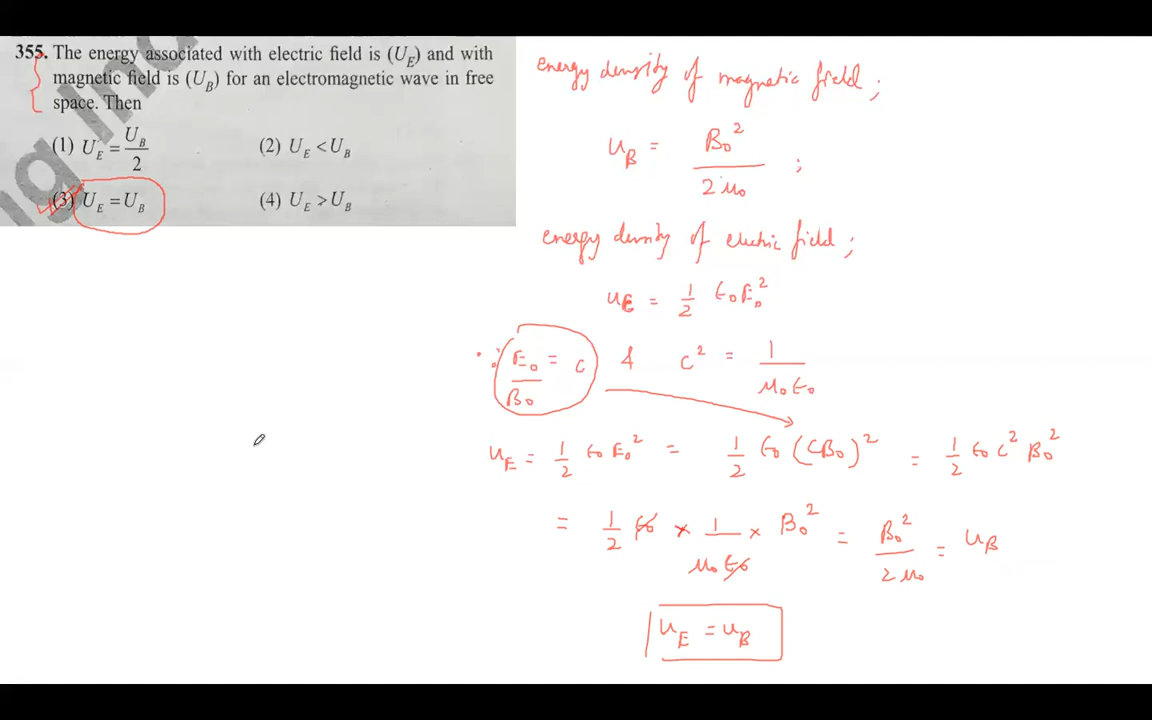 355. The energy associated with electric field is (U_E) and with
magnetic field is (U_B) for an electromagnetic wave in free
space. Then
(1) U_E = U_B/2 (2) U_E < U_B
(3) U_E = U_B (4) U_E > U_B
energy density of magnetic field ;
u_B = B₀²/2μ₀ ;
energy density of electric field ;
u_E = 1/2 ε₀E₀²
∵ E₀/B₀ = c & c² = 1/μ₀ε₀
u_E = 1/2 ε₀E₀² = 1/2 ε₀(cB₀)² = 1/2 ε₀c²B₀²
= 1/2 ε₀ × 1/μ₀ε₀ × B₀² = B₀²/2μ₀ = u_B
u_E = u_B